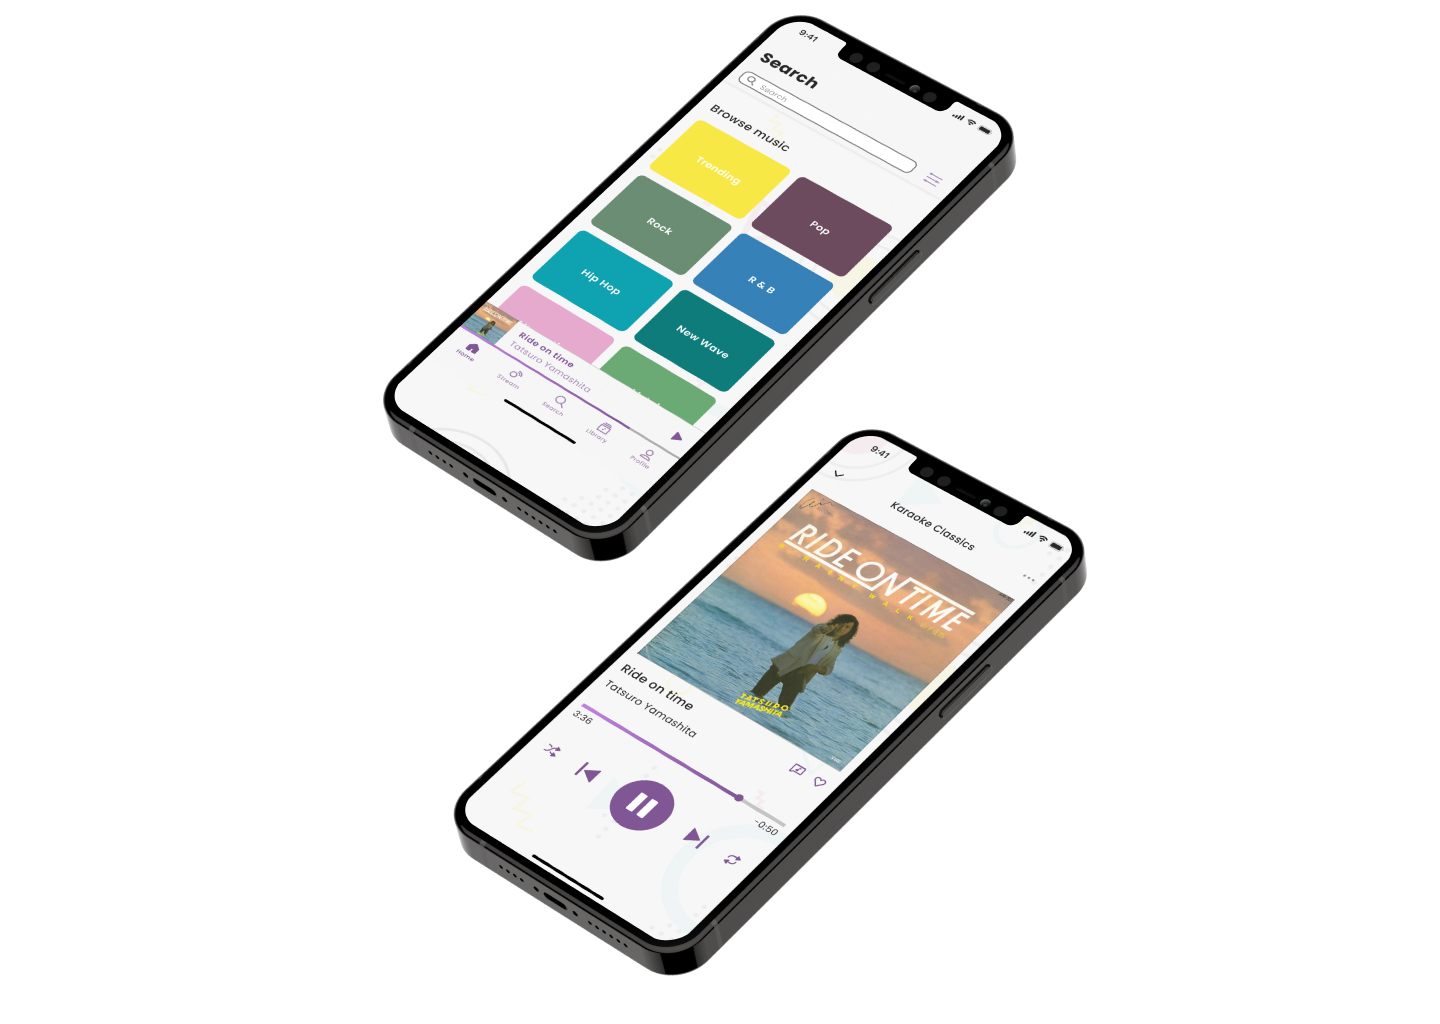 9:41
Search
Search
Browse music
Trending
Pop
Rock
R & B
Hip Hop
New Wave
Ride on time
Tatsuro Yamashita
Home
Stream
Search
Library
Profile
9:41
Karaoke Classics
RIDE ON TIME
TATSURO
YAMASHITA
Ride on time
Tatsuro Yamashita
3:36
-0:50